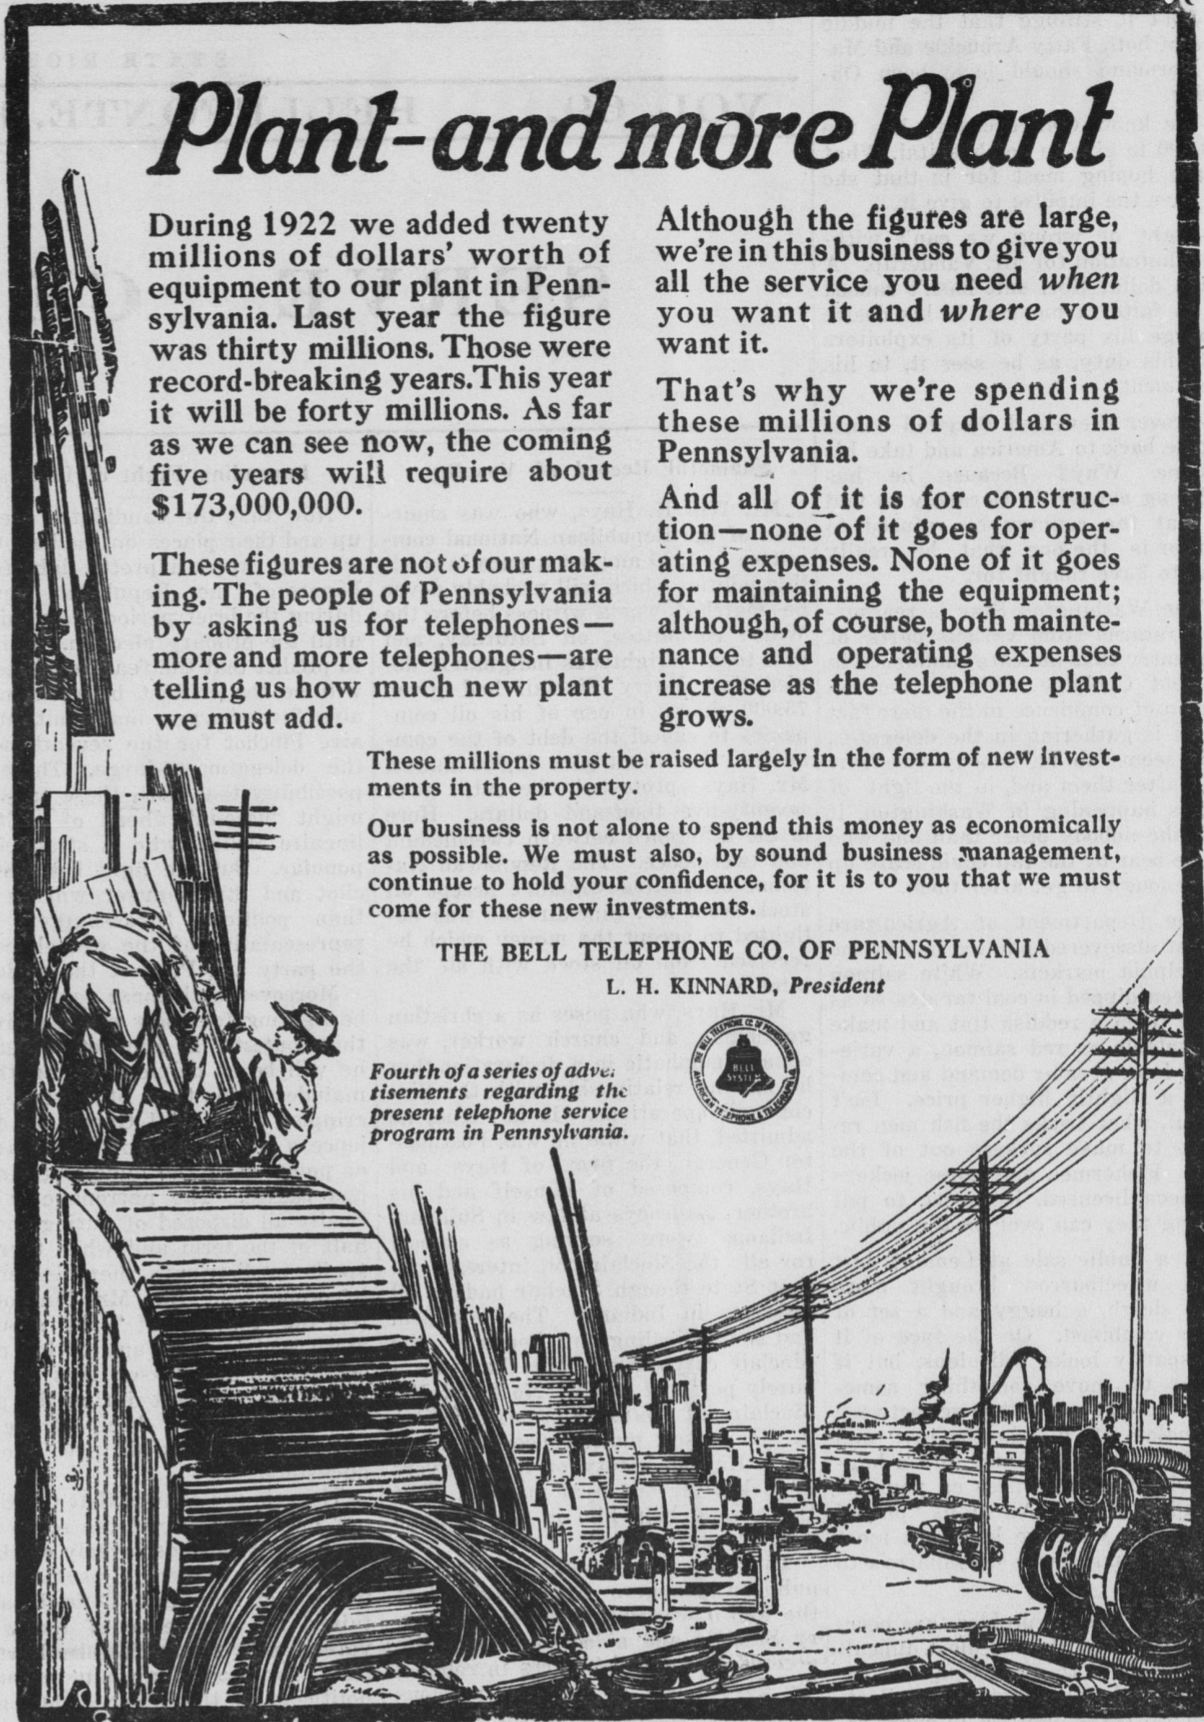 Plant-and more Plant
During 1922 we added twenty
millions of dollars' worth of
equipment to our plant in Penn-
sylvania. Last year the figure
was thirty millions. Those were
record-breaking years. This year
it will be forty millions. As far
as we can see now, the coming
five years will require about
$173,000,000.
These figures are not of our mak-
ing. The people of Pennsylvania
by asking us for telephones—
more and more telephones—are
telling us how much new plant
we must add.
Although the figures are large,
we're in this business to give you
all the service you need when
you want it and where you
want it.
That's why we're spending
these millions of dollars in
Pennsylvania.
And all of it is for construc-
tion—none of it goes for oper-
ating expenses. None of it goes
for maintaining the equipment;
although, of course, both mainte-
nance and operating expenses
increase as the telephone plant
grows.
These millions must be raised largely in the form of new invest-
ments in the property.
Our business is not alone to spend this money as economically
as possible. We must also, by sound business management,
continue to hold your confidence, for it is to you that we must
come for these new investments.
THE BELL TELEPHONE CO. OF PENNSYLVANIA
L. H. KINNARD, President
Fourth of a series of adver-
tisements regarding the
present telephone service
program in Pennsylvania.
THE BELL TELEPHONE CO. OF PENNSYLVANIA
BELL
SYSTEM
AMERICAN TELEPHONE & TELEGRAPH